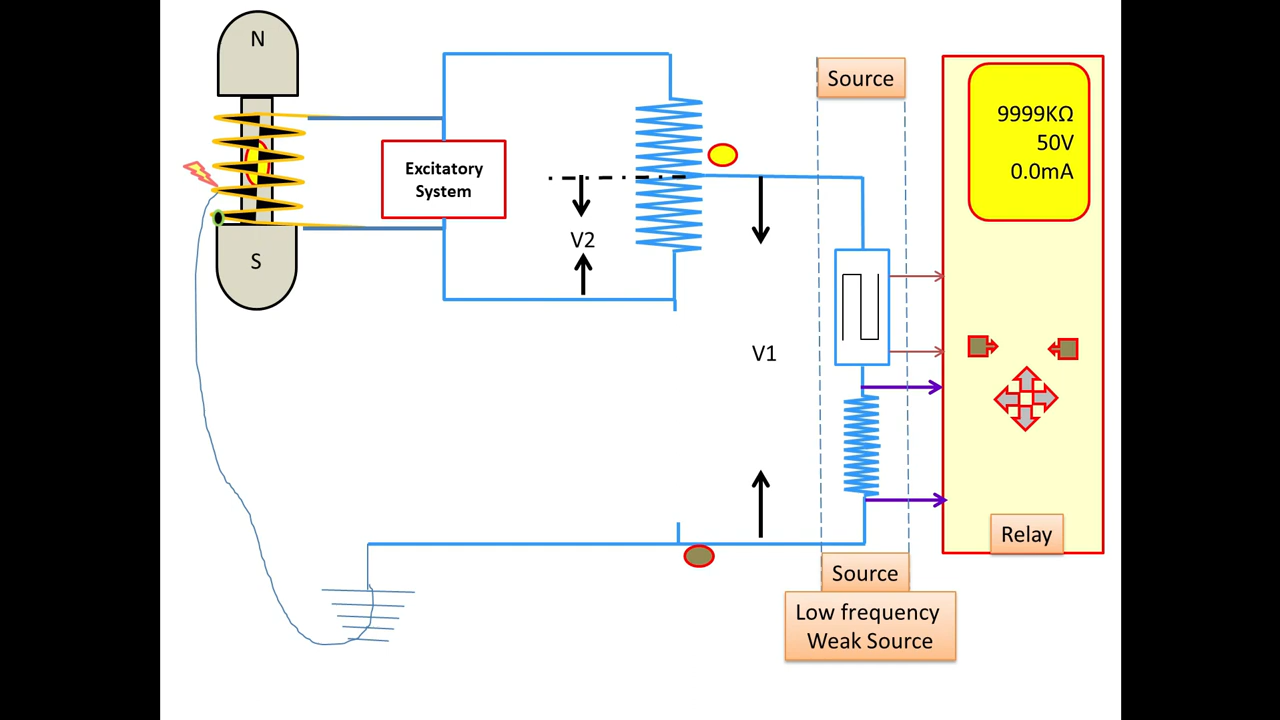 N
S
Excitatory
System
V2
V1
Source
9999KΩ
50V
0.0mA
Relay
Source
Low frequency
Weak Source